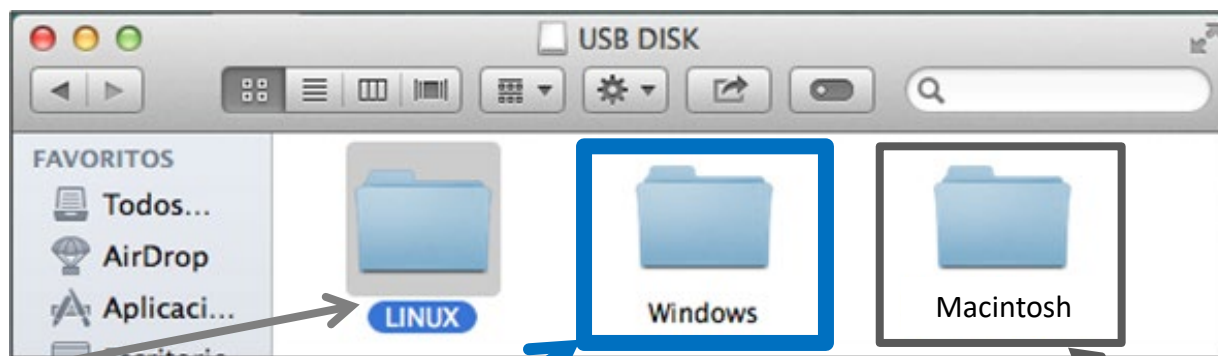 USB DISK
FAVORITOS
Todos...
AirDrop
Aplicaci...
LINUX
Windows
Macintosh